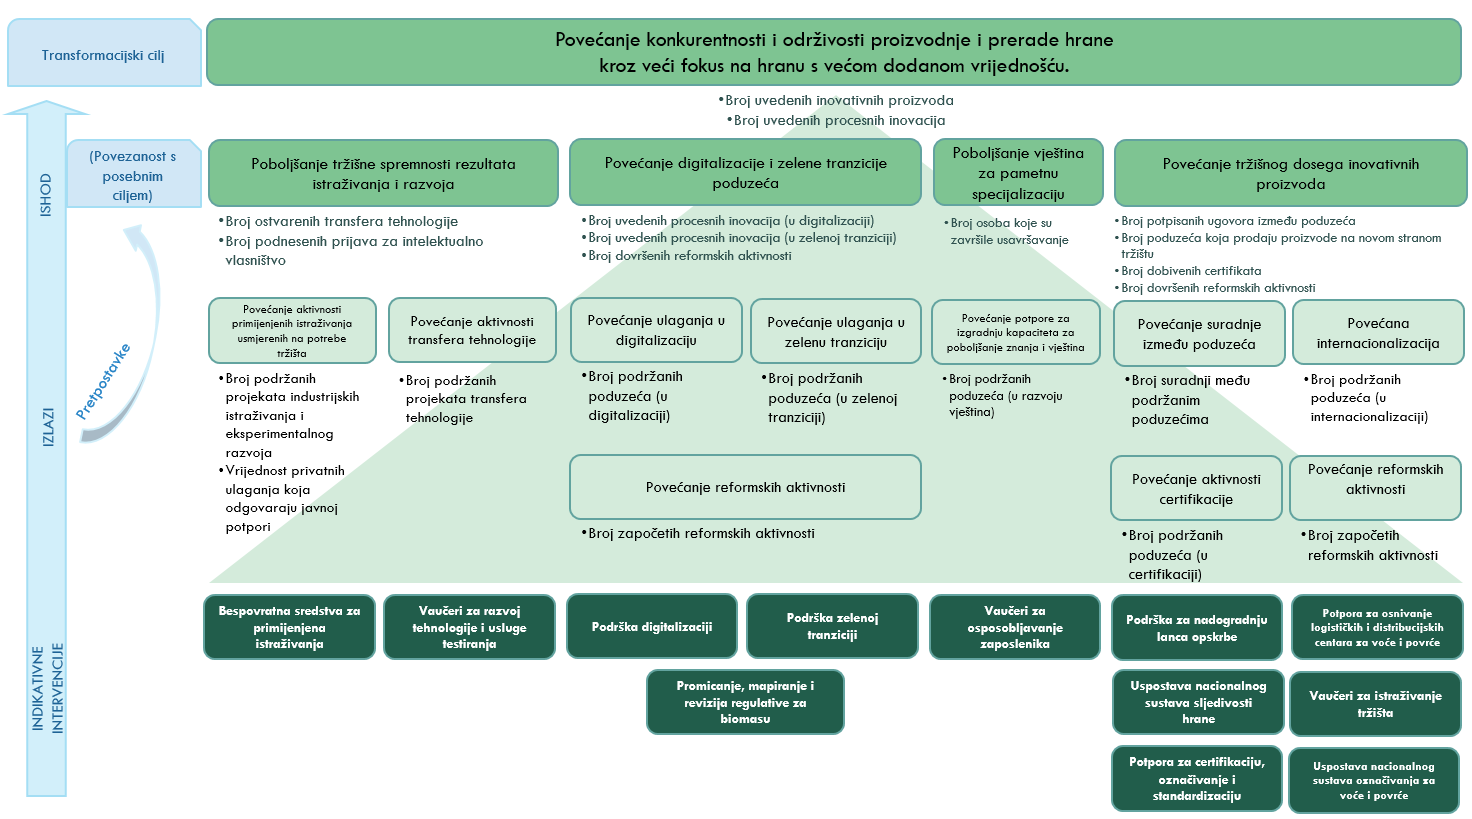 Transformacijski cilj
Povećanje konkurentnosti i održivosti proizvodnje i prerade hrane
kroz veći fokus na hranu s većom dodanom vrijednošću.
•Broj uvedenih inovativnih proizvoda
•Broj uvedenih procesnih inovacija
ISHOD
(Povezanost s
posebnim
ciljem)
Poboljšanje tržišne spremnosti rezultata
istraživanja i razvoja
•Broj ostvarenih transfera tehnologije
•Broj podnesenih prijava za intelektualno
vlasništvo
Povećanje digitalizacije i zelene tranzicije
poduzeća
•Broj uvedenih procesnih inovacija (u digitalizaciji)
•Broj uvedenih procesnih inovacija (u zelenoj tranziciji)
•Broj dovršenih reformskih aktivnosti
Poboljšanje vještina
za pametnu
specijalizaciju
•Broj osoba koje su
završile usavršavanje
Povećanje tržišnog dosega inovativnih
proizvoda
•Broj potpisanih ugovora između poduzeća
•Broj poduzeća koja prodaju proizvode na novom stranom
tržištu
•Broj dobivenih certifikata
•Broj dovršenih reformskih aktivnosti
Pretpostavke
IZLAZI
Povećanje aktivnosti
primijenjenih istraživanja
usmjerenih na potrebe
tržišta
•Broj podržanih
projekata industrijskih
istraživanja i
eksperimentalnog
razvoja
•Vrijednost privatnih
ulaganja koja
odgovaraju javnoj
potpori
Povećanje aktivnosti
transfera tehnologije
•Broj podržanih
projekata transfera
tehnologije
Povećanje ulaganja u
digitalizaciju
•Broj podržanih
poduzeća (u
digitalizaciji)
Povećanje ulaganja u
zelenu tranziciju
•Broj podržanih
poduzeća (u zelenoj
tranziciji)
Povećanje reformskih aktivnosti
•Broj započetih reformskih aktivnosti
Povećanje potpore za
izgradnju kapaciteta za
poboljšanje znanja i vještina
•Broj podržanih
poduzeća (u razvoju
vještina)
Povećanje suradnje
između poduzeća
•Broj suradnji među
podržanim
poduzećima
Povećana
internacionalizacija
•Broj podržanih
poduzeća (u
internacionalizaciji)
Povećanje aktivnosti
certifikacije
•Broj podržanih
poduzeća (u
certifikaciji)
Povećanje reformskih
aktivnosti
•Broj započetih
reformskih aktivnosti
INDIKATIVNE
INTERVENCIJE
Bespovratna sredstva za
primijenjena
istraživanja
Vaučeri za razvoj
tehnologije i usluge
testiranja
Podrška digitalizaciji
Podrška zelenoj
tranziciji
Vaučeri za
osposobljavanje
zaposlenika
Podrška za nadogradnju
lanca opskrbe
Potpora za osnivanje
logističkih i distribucijskih
centara za voće i povrće
Promicanje, mapiranje i
revizija regulative za
biomasu
Uspostava nacionalnog
sustava sljedivosti
hrane
Vaučeri za istraživanje
tržišta
Potpora za certifikaciju,
označivanje i
standardizaciju
Uspostava nacionalnog
sustava označivanja za
voće i povrće